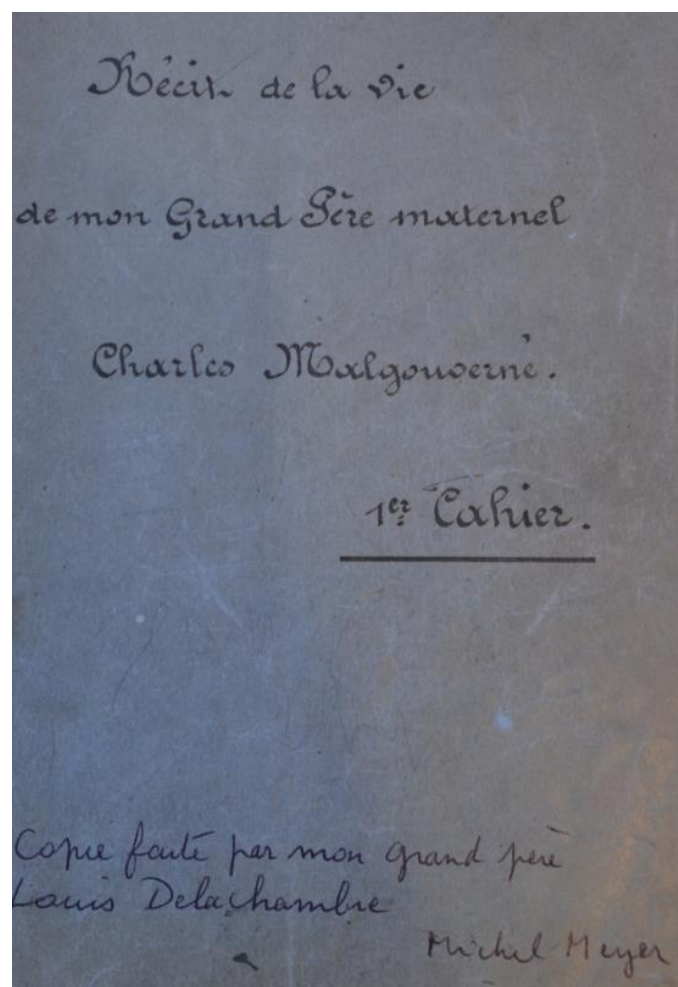 Récit de la vie
de mon Grand Père maternel
Charles Malgouverné.
1er Cahier.
Copie faite par mon grand père
Louis Delachambre
Michel Meyer